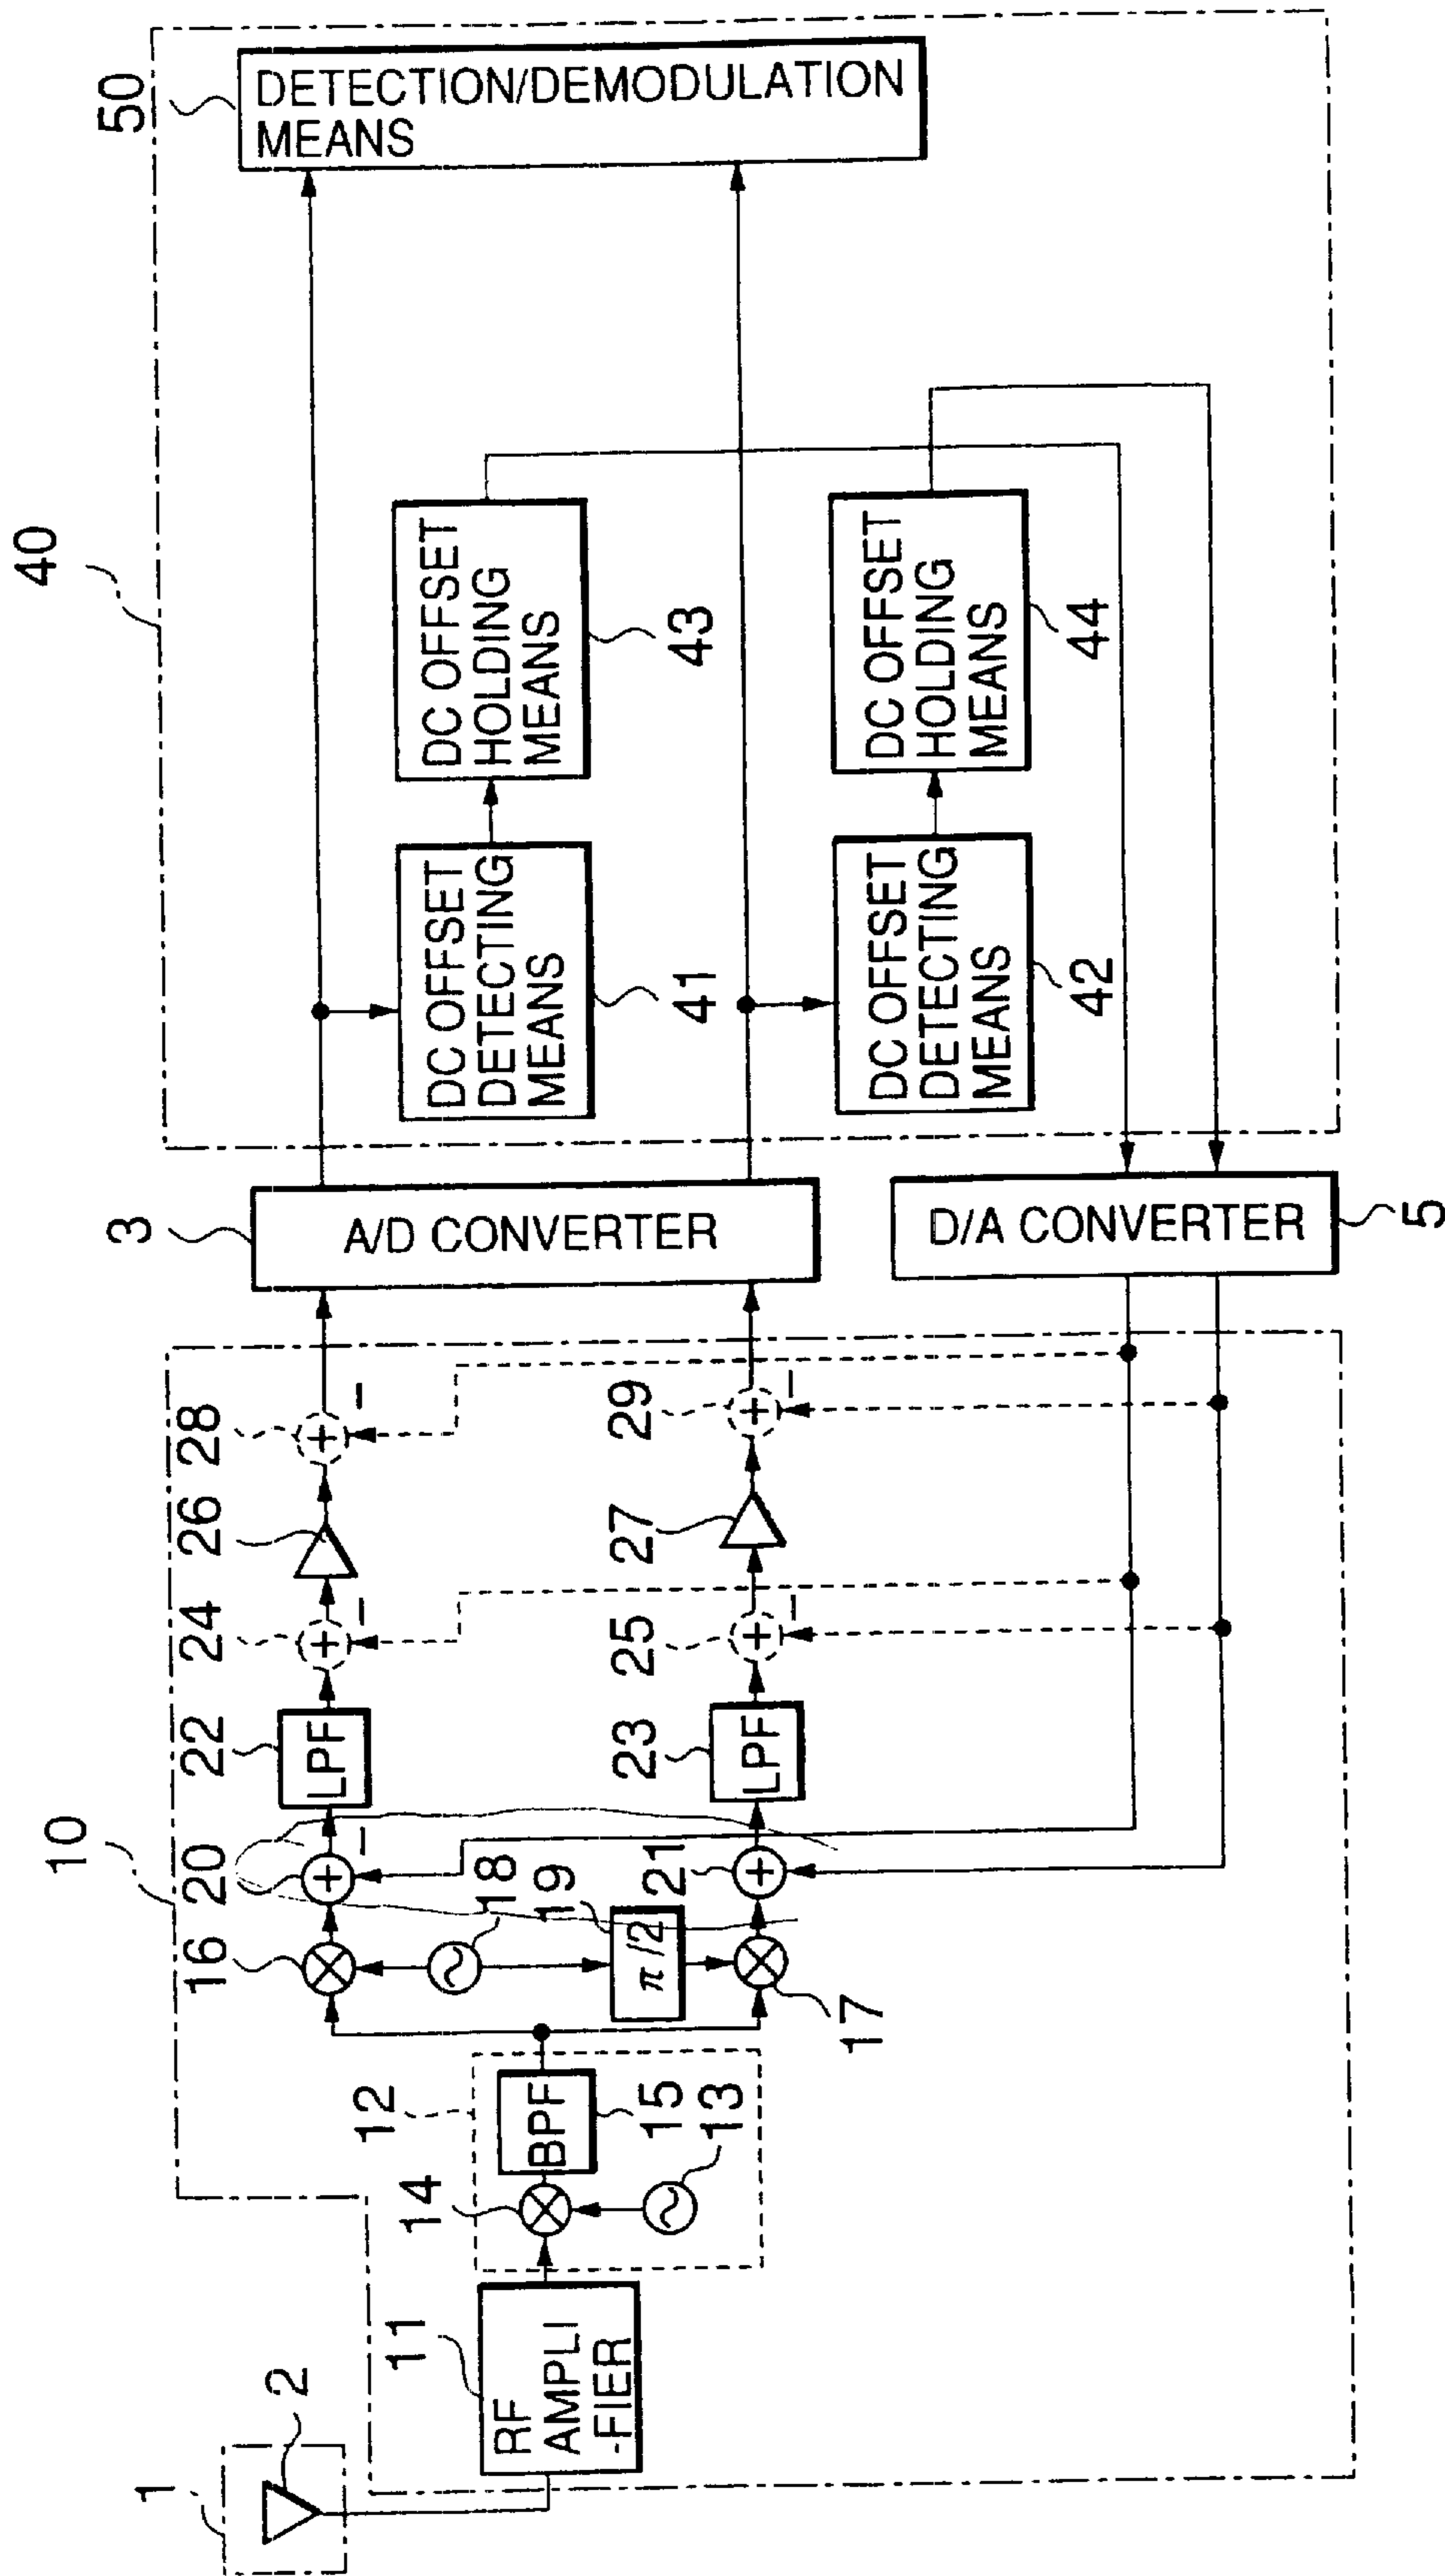 1
2
10
RF
AMPLI
-FIER
11
12
14
BPF
15
13
16
20
22
LPF
24
26
28
18
19
π/2
17
21
23
LPF
25
27
29
3
A/D CONVERTER
D/A CONVERTER
5
40
DC OFFSET
DETECTING
MEANS
41
DC OFFSET
HOLDING
MEANS
43
DC OFFSET
DETECTING
MEANS
42
DC OFFSET
HOLDING
MEANS
44
50
DETECTION/DEMODULATION
MEANS